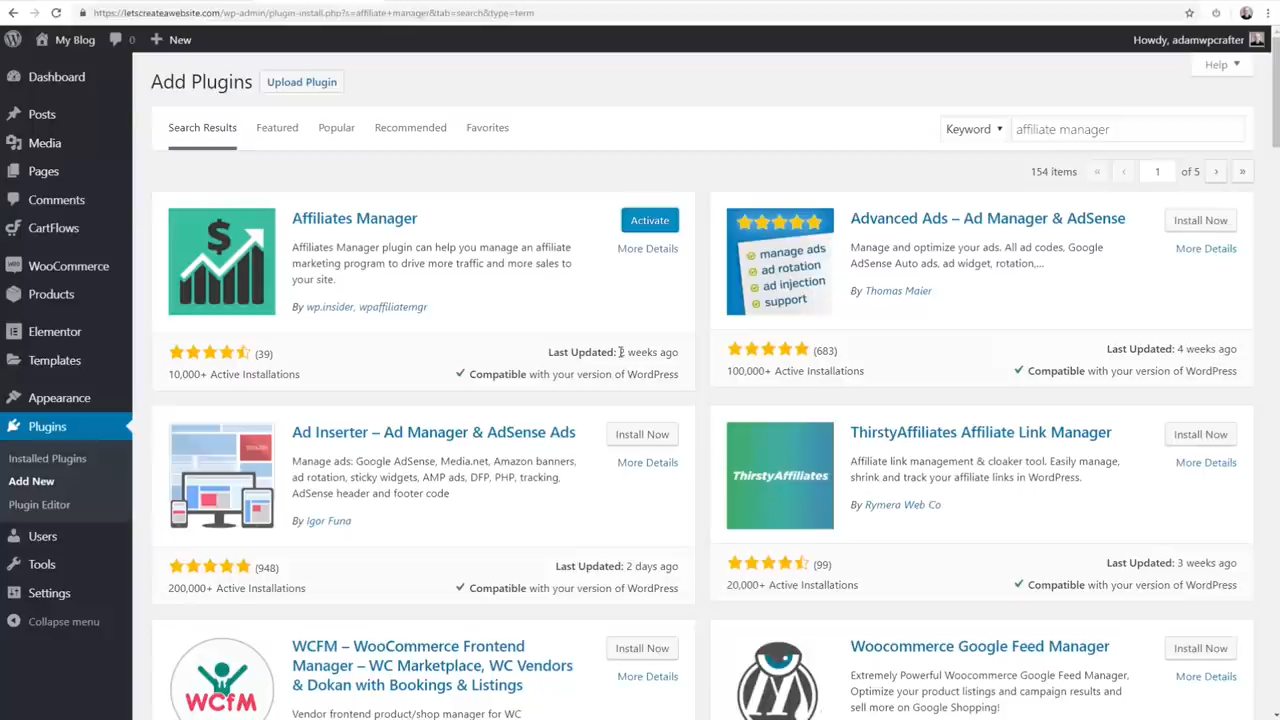 https://letscreateawebsite.com/wp-admin/plugin-install.php?s=affiliate+manager&tab=search&type=term
My Blog
0
New
Howdy, adamwpcrafter
Dashboard
Posts
Media
Pages
Comments
CartFlows
WooCommerce
Products
Elementor
Templates
Appearance
Plugins
Installed Plugins
Add New
Plugin Editor
Users
Tools
Settings
Collapse menu
Help
Add Plugins
Upload Plugin
Search Results
Featured
Popular
Recommended
Favorites
Keyword
affiliate manager
154 items
«
‹
1
of 5
›
»
Affiliates Manager
Activate
More Details
Affiliates Manager plugin can help you manage an affiliate
marketing program to drive more traffic and more sales to
your site.
By wp.insider, wpaffiliatemgr
(39)
10,000+ Active Installations
Last Updated: 2 weeks ago
Compatible with your version of WordPress
manage ads
ad rotation
ad injection
support
Advanced Ads – Ad Manager & AdSense
Install Now
More Details
Manage and optimize your ads. All ad codes, Google
AdSense Auto ads, ad widget, rotation,...
By Thomas Maier
(683)
100,000+ Active Installations
Last Updated: 4 weeks ago
Compatible with your version of WordPress
Ad Inserter – Ad Manager & AdSense Ads
Install Now
More Details
Manage ads: Google AdSense, Media.net, Amazon banners,
ad rotation, sticky widgets, AMP ads, DFP, PHP, tracking,
AdSense header and footer code
By Igor Funa
(948)
200,000+ Active Installations
Last Updated: 2 days ago
Compatible with your version of WordPress
ThirstyAffiliates
ThirstyAffiliates Affiliate Link Manager
Install Now
More Details
Affiliate link management & cloaker tool. Easily manage,
shrink and track your affiliate links in WordPress.
By Rymera Web Co
(99)
20,000+ Active Installations
Last Updated: 3 weeks ago
Compatible with your version of WordPress
WCFM
WCFM – WooCommerce Frontend
Manager – WC Marketplace, WC Vendors
& Dokan with Bookings & Listings
Install Now
More Details
Vendor frontend product/shop manager for WC
Woocommerce Google Feed Manager
Install Now
More Details
Extremely Powerful Woocommerce Google Feed Manager,
Optimize your product listings and campaign results and
sell more on Google Shopping!